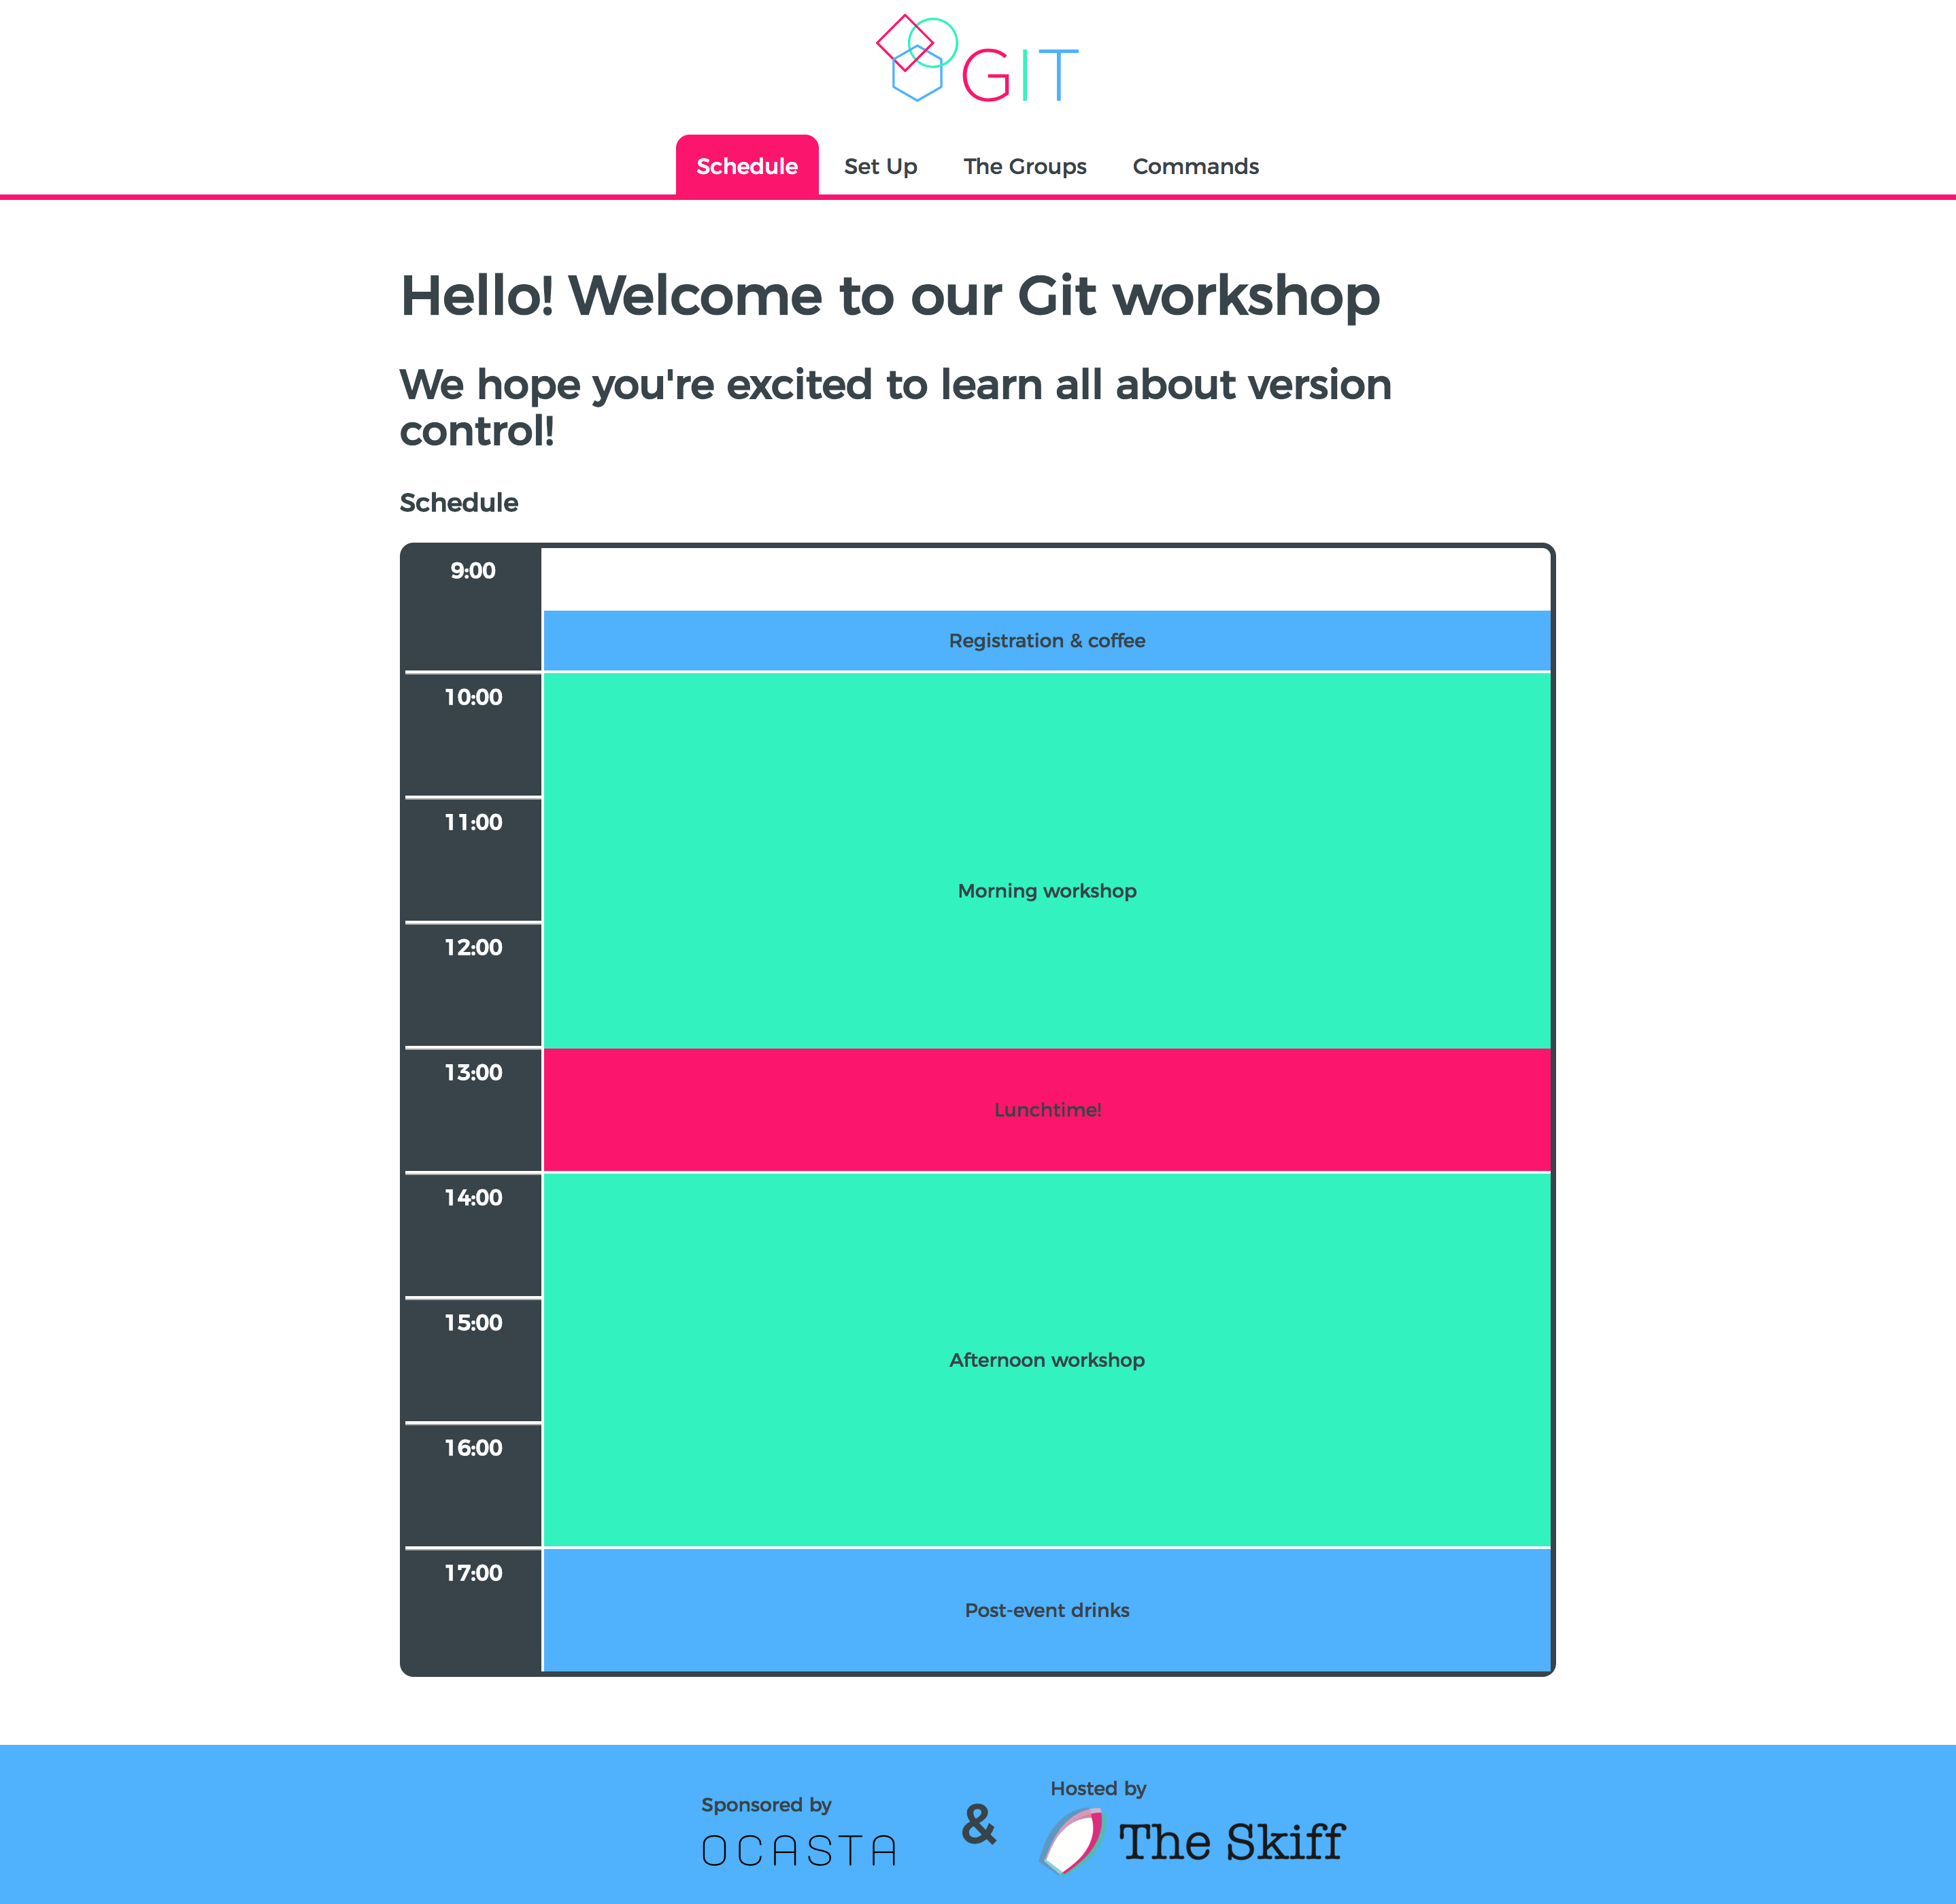 GIT
Schedule
Set Up
The Groups
Commands
Hello! Welcome to our Git workshop
We hope you're excited to learn all about version
control!
Schedule
9:00
Registration & coffee
10:00
11:00
Morning workshop
12:00
13:00
Lunchtime!
14:00
15:00
Afternoon workshop
16:00
17:00
Post-event drinks
Sponsored by
OCASTA
&
Hosted by
The Skiff